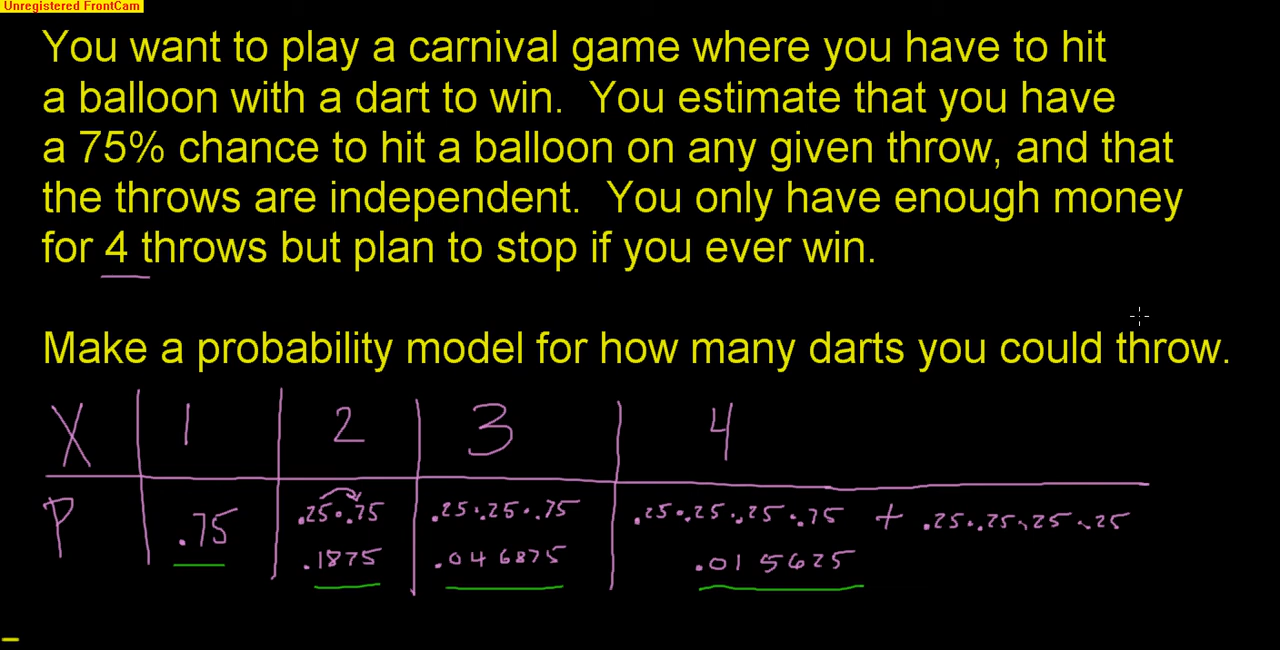 Unregistered FrontCam
You want to play a carnival game where you have to hit
a balloon with a dart to win. You estimate that you have
a 75% chance to hit a balloon on any given throw, and that
the throws are independent. You only have enough money
for 4 throws but plan to stop if you ever win.
Make a probability model for how many darts you could throw.
X 1 2 3 4
P .75 .25·.75 .25·.25·.75 .25·.25·.25·.75 + .25·.25·.25·.25
.1875 .046875 .015625